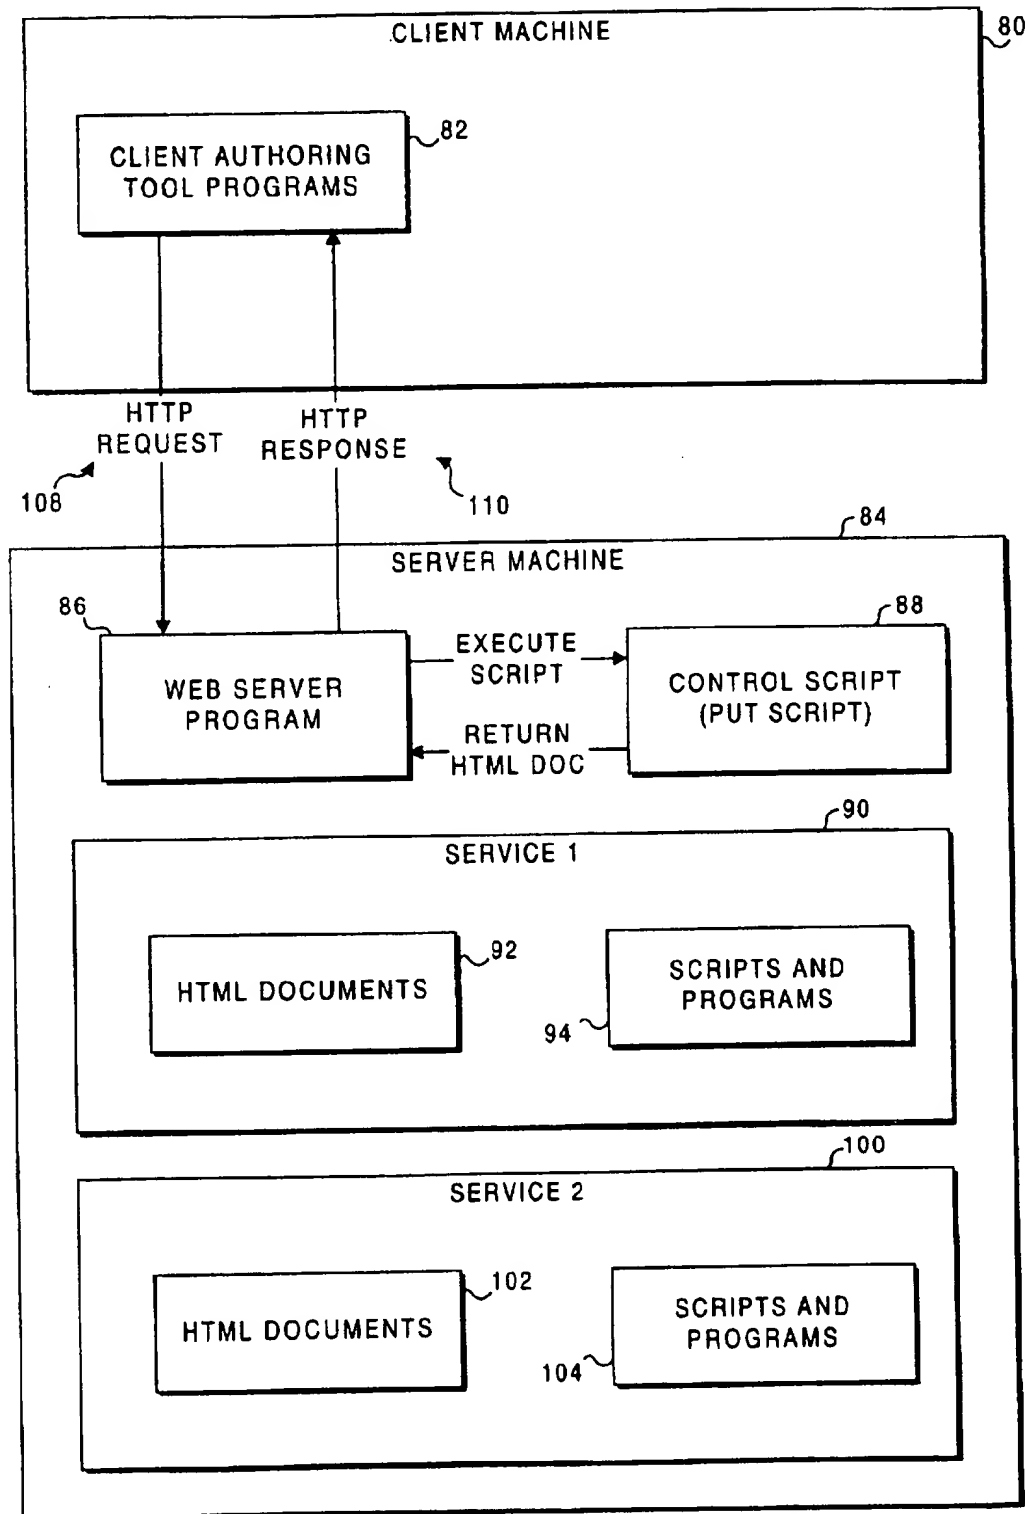 CLIENT MACHINE
80
82
CLIENT AUTHORING
TOOL PROGRAMS
HTTP
REQUEST
HTTP
RESPONSE
108
110
84
SERVER MACHINE
86
88
WEB SERVER
PROGRAM
EXECUTE
SCRIPT
RETURN
HTML DOC
CONTROL SCRIPT
(PUT SCRIPT)
90
SERVICE 1
92
HTML DOCUMENTS
SCRIPTS AND
PROGRAMS
94
100
SERVICE 2
102
HTML DOCUMENTS
SCRIPTS AND
PROGRAMS
104